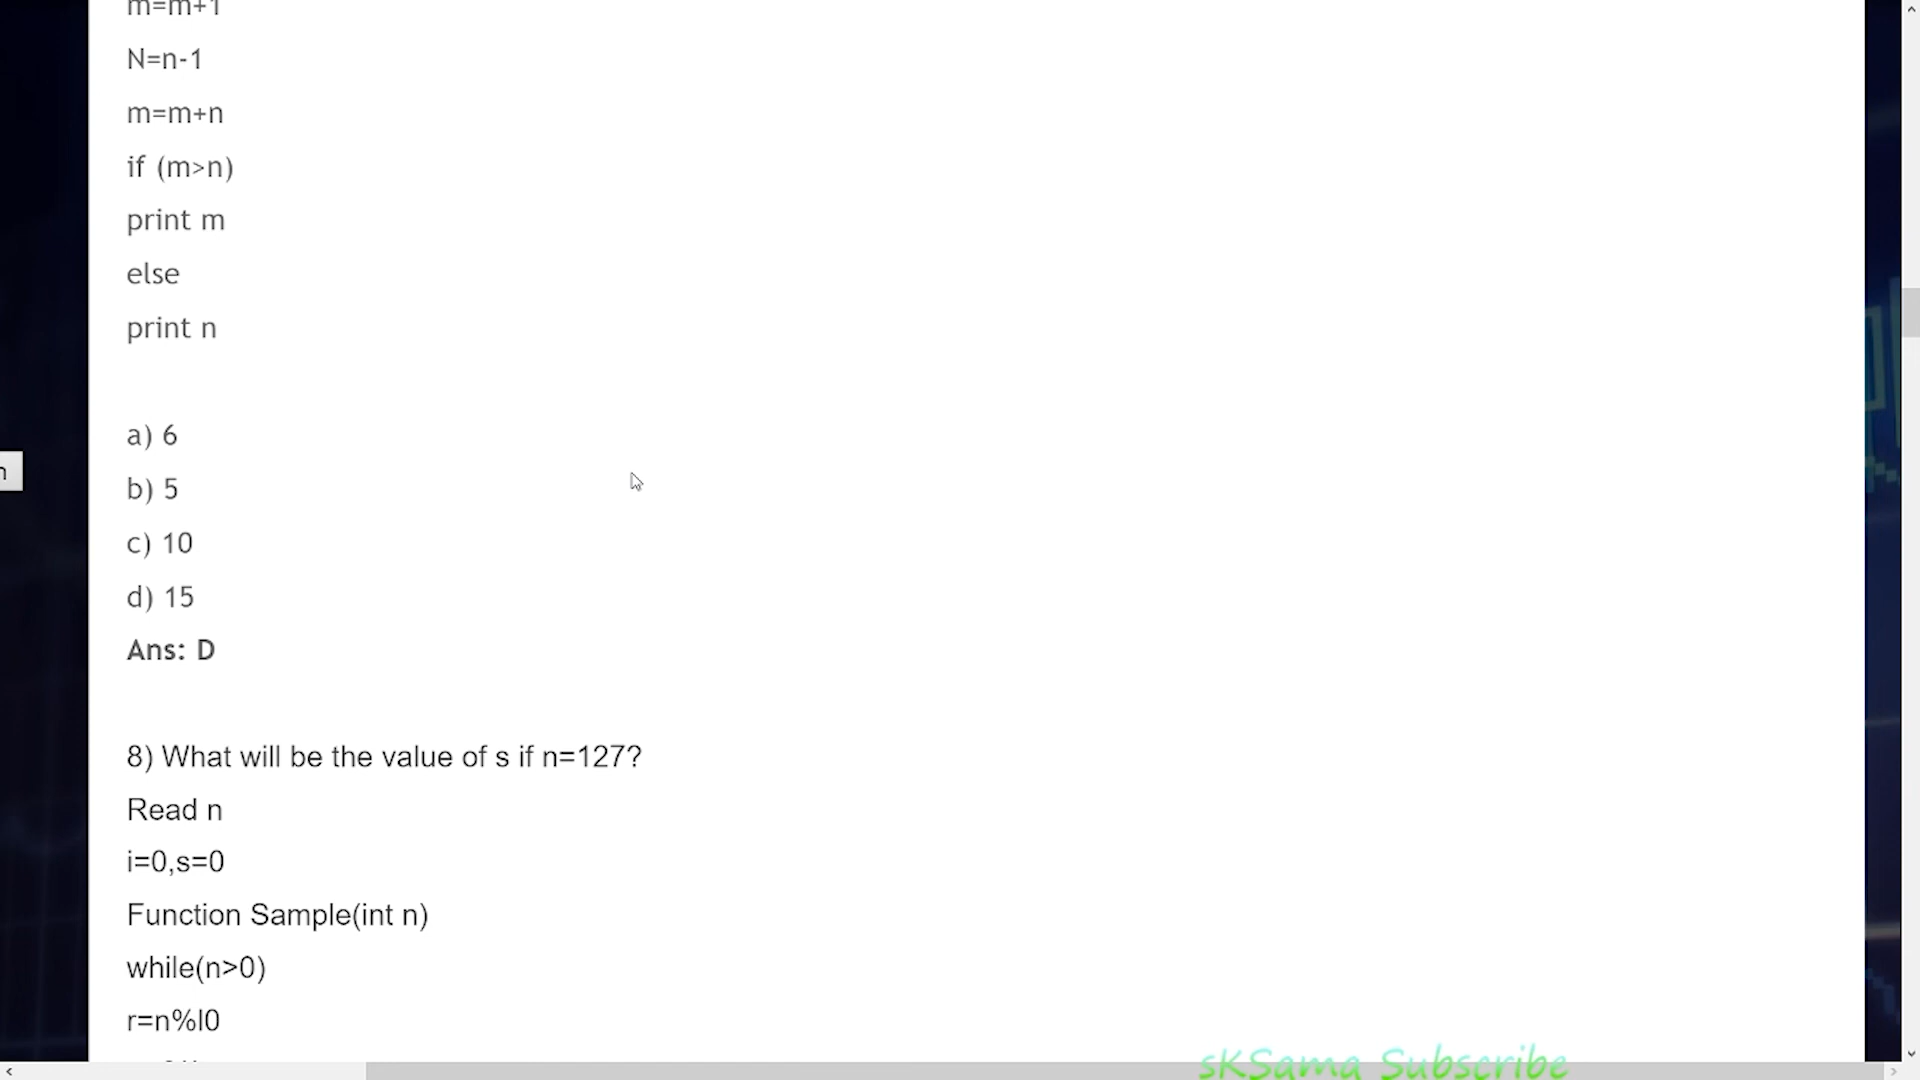 m=m+1
N=n-1
m=m+n
if (m>n)
print m
else
print n
a) 6
b) 5
c) 10
d) 15
Ans: D
8) What will be the value of s if n=127?
Read n
i=0,s=0
Function Sample(int n)
while(n>0)
r=n%l0
sKSama Subscribe